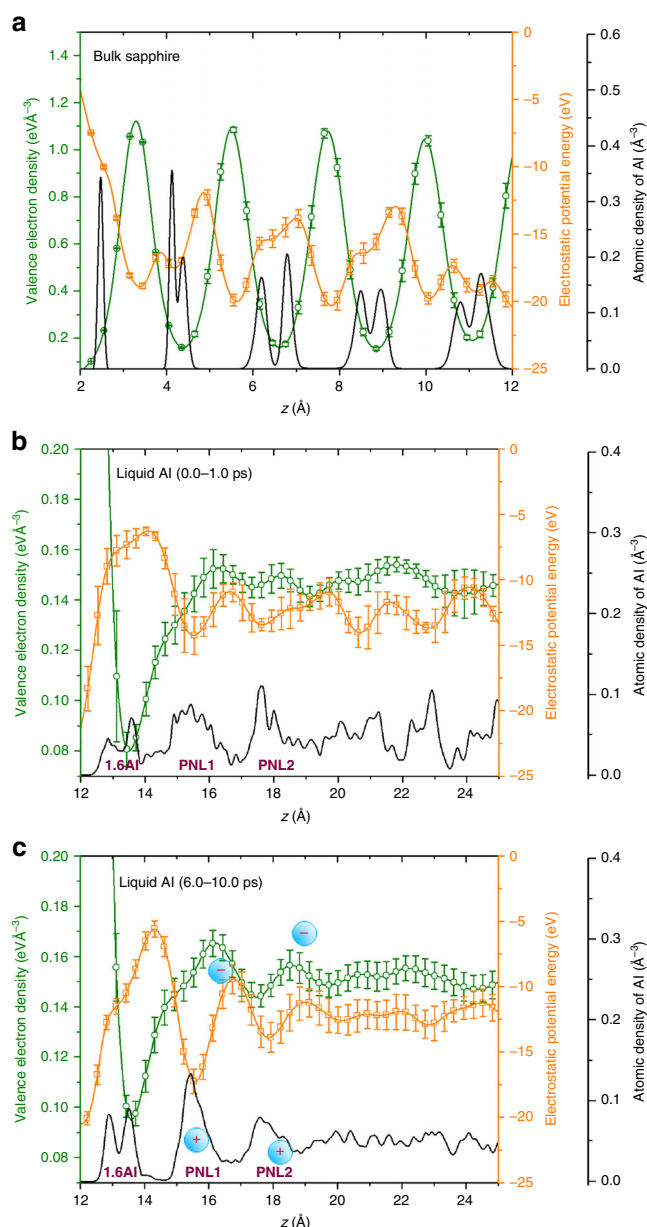 a
Bulk sapphire
Valence electron density (eVÅ⁻³)
1.4
1.2
1.0
0.8
0.6
0.4
0.2
Electrostatic potential energy (eV)
0
−5
−10
−15
−20
−25
Atomic density of Al (Å⁻³)
0.6
0.5
0.4
0.3
0.2
0.1
0.0
2 4 6 8 10 12
z (Å)
b
Liquid Al (0.0–1.0 ps)
Valence electron density (eVÅ⁻³)
0.20
0.18
0.16
0.14
0.12
0.10
0.08
Electrostatic potential energy (eV)
0
−5
−10
−15
−20
−25
Atomic density of Al (Å⁻³)
0.4
0.3
0.2
0.1
0.0
1.6Al PNL1 PNL2
12 14 16 18 20 22 24
z (Å)
c
Liquid Al (6.0–10.0 ps)
Valence electron density (eVÅ⁻³)
0.20
0.18
0.16
0.14
0.12
0.10
0.08
Electrostatic potential energy (eV)
0
−5
−10
−15
−20
−25
Atomic density of Al (Å⁻³)
0.4
0.3
0.2
0.1
0.0
−
−
+
+
1.6Al PNL1 PNL2
12 14 16 18 20 22 24
z (Å)